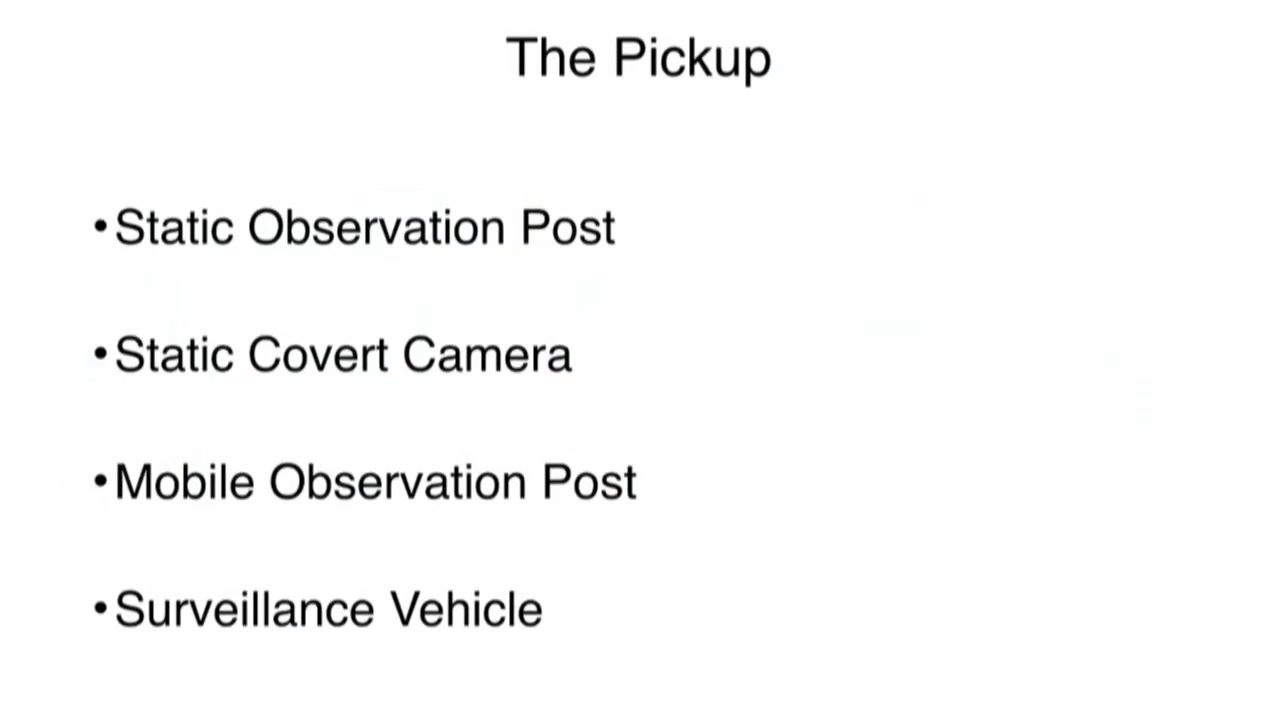 The Pickup
•Static Observation Post
•Static Covert Camera
•Mobile Observation Post
•Surveillance Vehicle